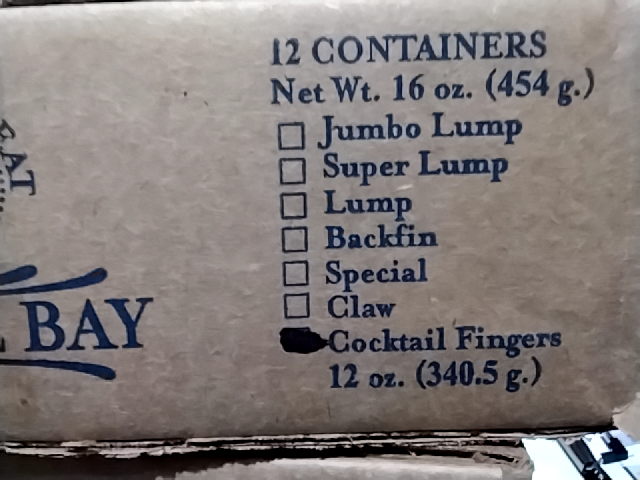 12 CONTAINERS
Net Wt. 16 oz. (454 g.)
Jumbo Lump
Super Lump
Lump
Backfin
Special
Claw
Cocktail Fingers
12 oz. (340.5 g.)
BAY